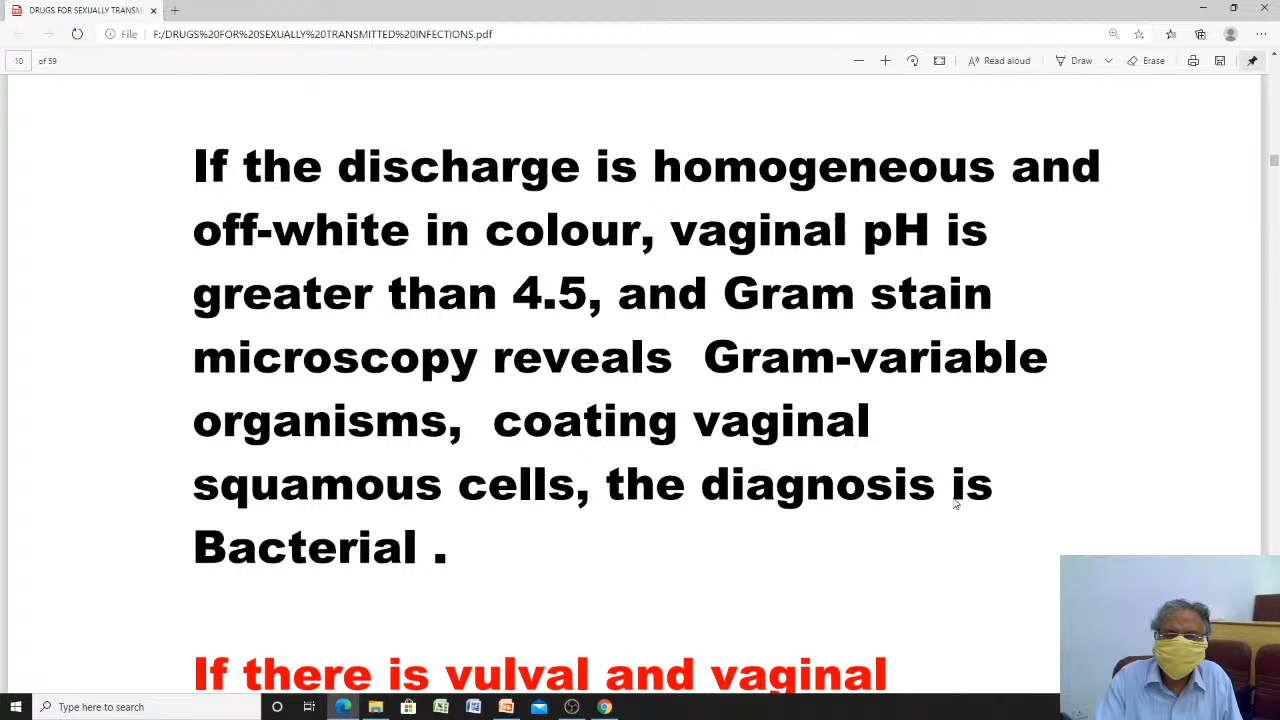 DRUGS FOR SEXUALLY TRANSM
File F:/DRUGS%20FOR%20SEXUALLY%20TRANSMITTED%20INFECTIONS.pdf
10 of 59 Read aloud Draw Erase
If the discharge is homogeneous and
off-white in colour, vaginal pH is
greater than 4.5, and Gram stain
microscopy reveals Gram-variable
organisms, coating vaginal
squamous cells, the diagnosis is
Bacterial .
If there is vulval and vaginal
Type here to search